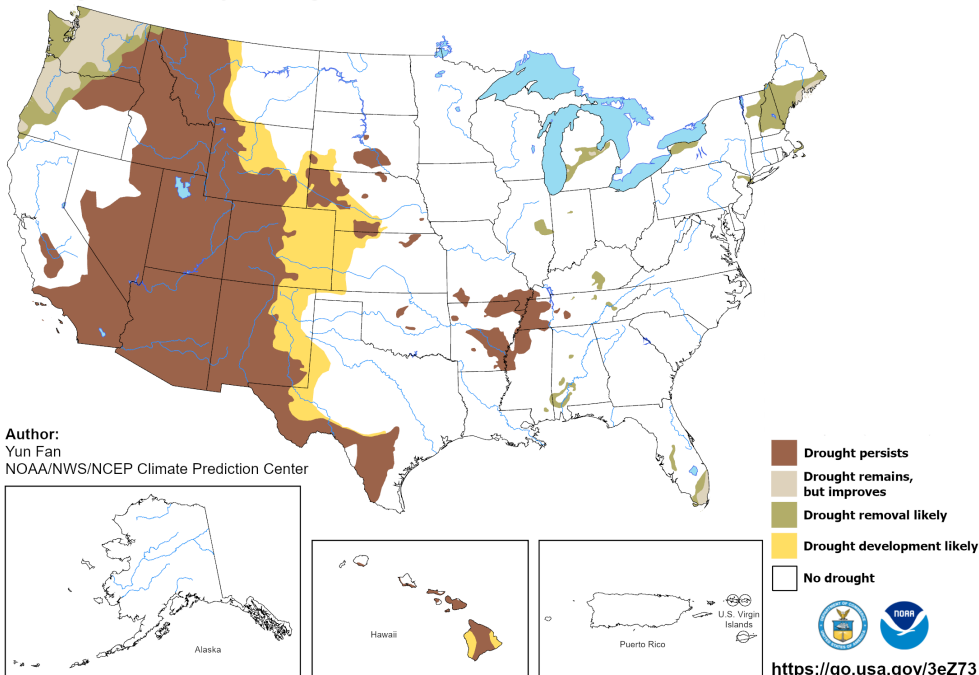 Author:
Yun Fan
NOAA/NWS/NCEP Climate Prediction Center
Drought persists
Drought remains,
but improves
Drought removal likely
Drought development likely
No drought
Alaska
Hawaii
Puerto Rico
U.S. Virgin
Islands
NOAA
https://go.usa.gov/3eZ73